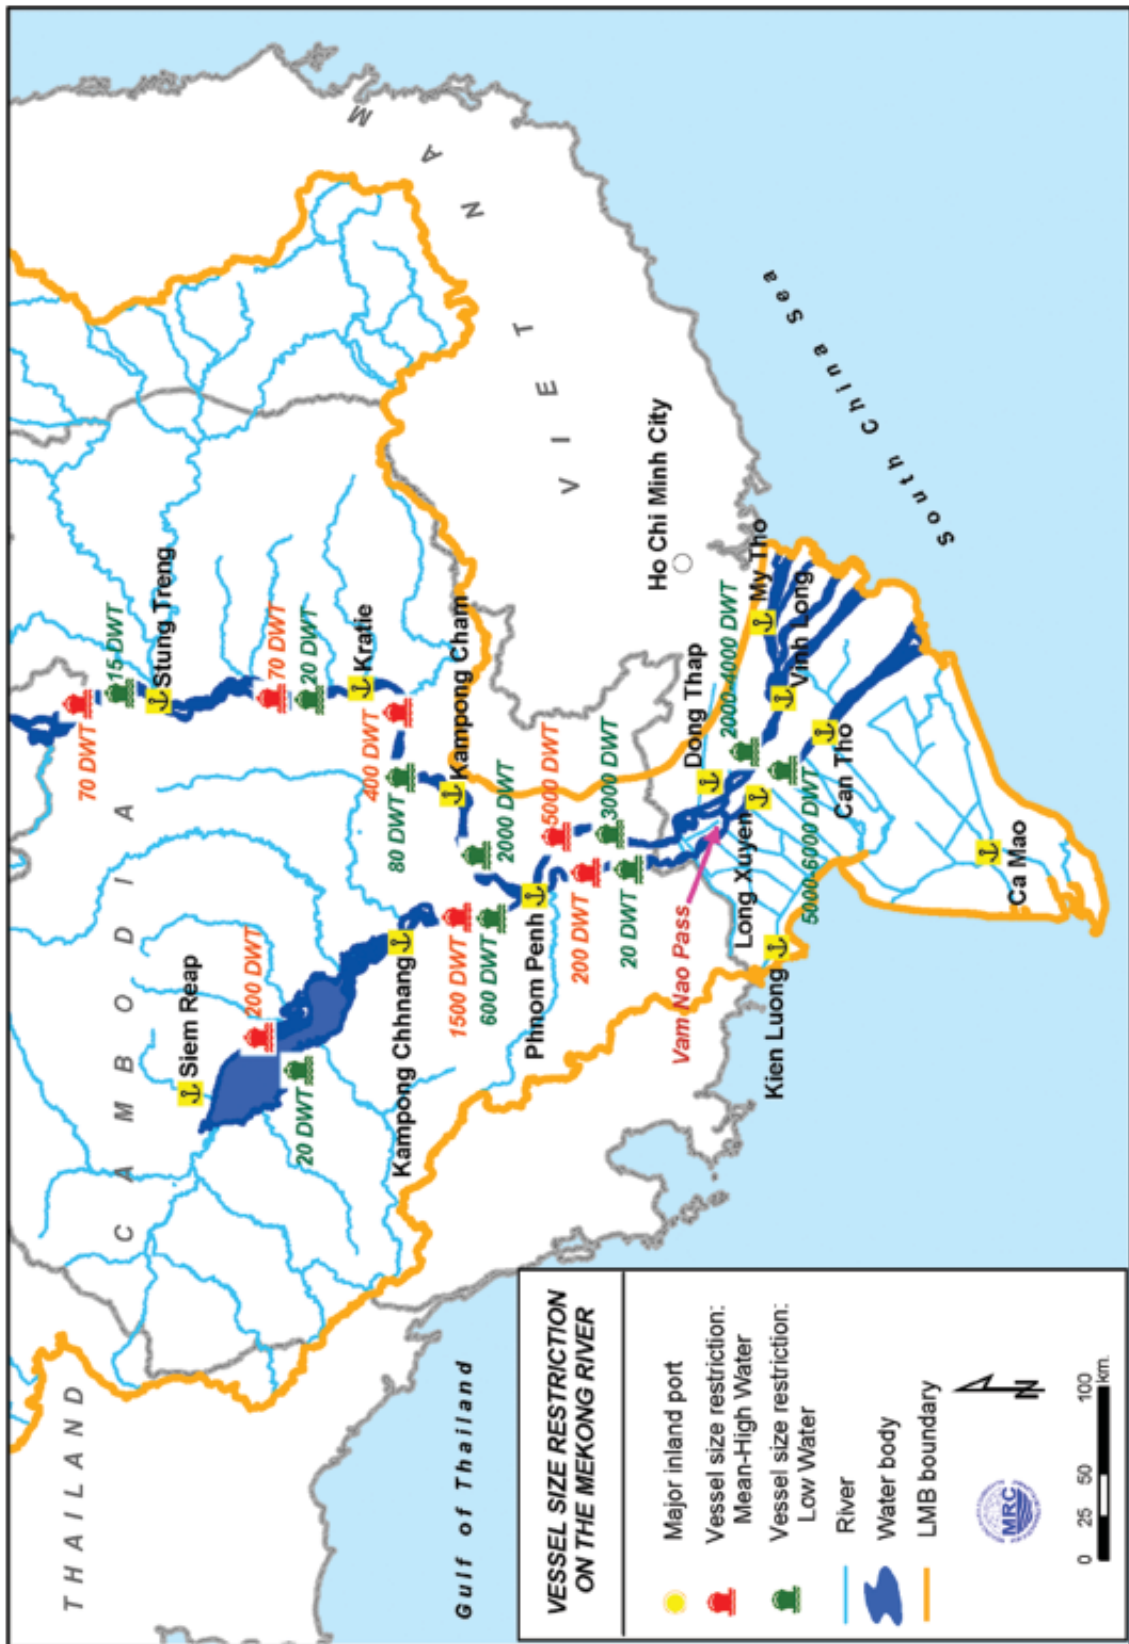 THAILAND
CAMBODIA
VIETNAM
Gulf of Thailand
South China Sea
70 DWT
15 DWT
Stung Treng
70 DWT
20 DWT
Kratie
400 DWT
80 DWT
Kampong Cham
2000 DWT
Siem Reap
200 DWT
20 DWT
Kampong Chhnang
1500 DWT
600 DWT
Phnom Penh
5000 DWT
3000 DWT
200 DWT
20 DWT
Vam Nao Pass
Ho Chi Minh City
Dong Thap
2000-4000 DWT
My Tho
Vinh Long
Long Xuyen
5000-6000 DWT
Can Tho
Kien Luong
Ca Mao
VESSEL SIZE RESTRICTION
ON THE MEKONG RIVER
Major inland port
Vessel size restriction:
Mean-High Water
Vessel size restriction:
Low Water
River
Water body
LMB boundary
MRC
N
0 25 50 100
km.